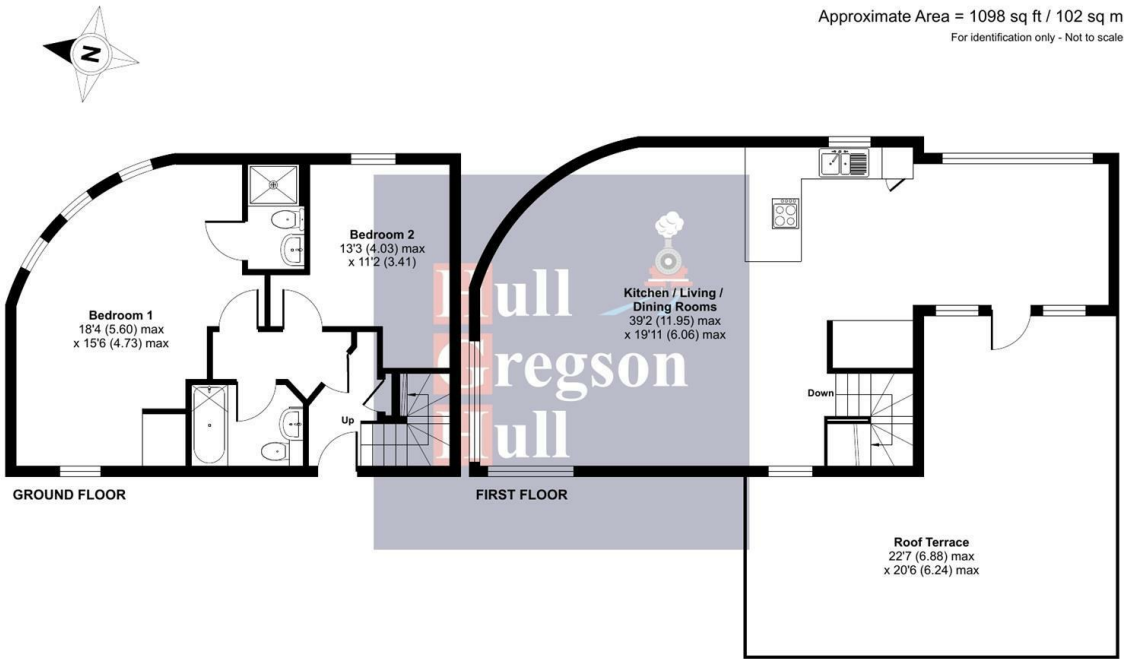 Approximate Area = 1098 sq ft / 102 sq m
For identification only - Not to scale
N
Bedroom 2
13'3 (4.03) max
x 11'2 (3.41)
Bedroom 1
18'4 (5.60) max
x 15'6 (4.73)
Up
GROUND FLOOR
Hull
Gregson
Hull
Kitchen / Living /
Dining Rooms
39'2 (11.95) max
x 19'11 (6.06) max
Down
FIRST FLOOR
Roof Terrace
22'7 (6.88) max
x 20'6 (6.24) max